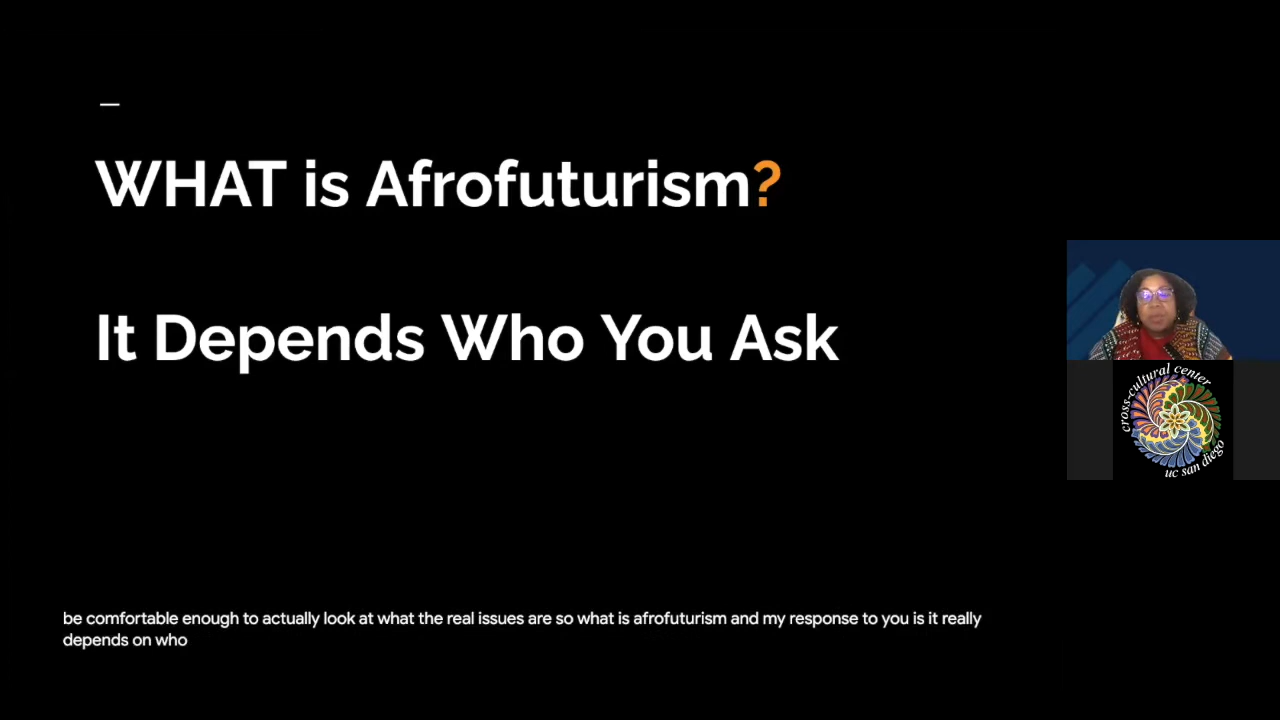 WHAT is Afrofuturism?
It Depends Who You Ask
cross-cultural center
uc san diego
be comfortable enough to actually look at what the real issues are so what is afrofuturism and my response to you is it really
depends on who